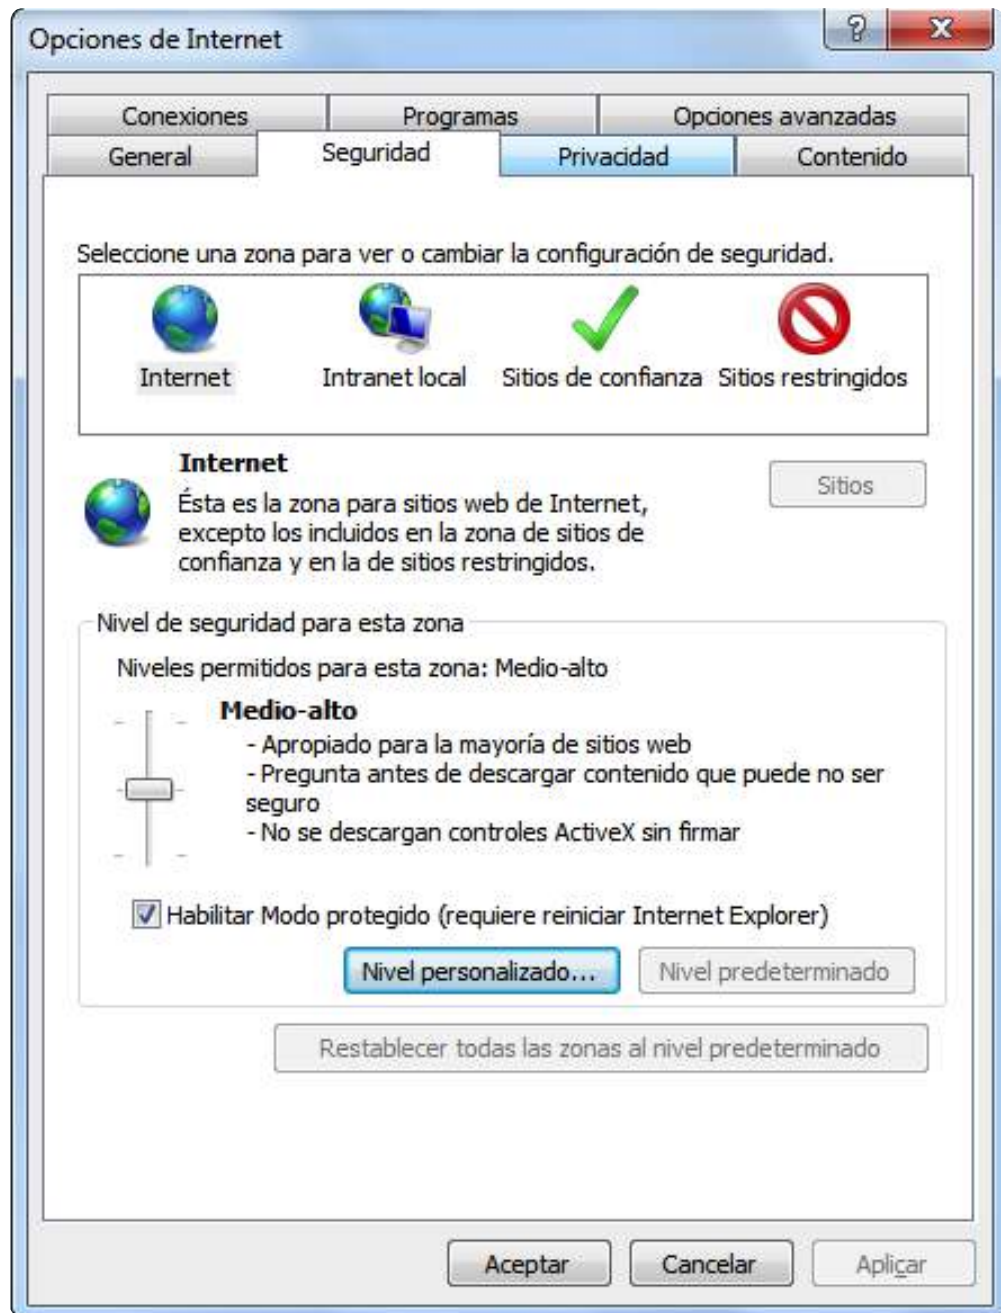 Opciones de Internet
?
Conexiones
Programas
Opciones avanzadas
General
Seguridad
Privacidad
Contenido
Seleccione una zona para ver o cambiar la configuración de seguridad.
Internet
Intranet local
Sitios de confianza
Sitios restringidos
Internet
Sitios
Ésta es la zona para sitios web de Internet,
excepto los incluidos en la zona de sitios de
confianza y en la de sitios restringidos.
Nivel de seguridad para esta zona
Niveles permitidos para esta zona: Medio-alto
Medio-alto
- Apropiado para la mayoría de sitios web
- Pregunta antes de descargar contenido que puede no ser
seguro
- No se descargan controles ActiveX sin firmar
Habilitar Modo protegido (requiere reiniciar Internet Explorer)
Nivel personalizado...
Nivel predeterminado
Restablecer todas las zonas al nivel predeterminado
Aceptar
Cancelar
Aplicar